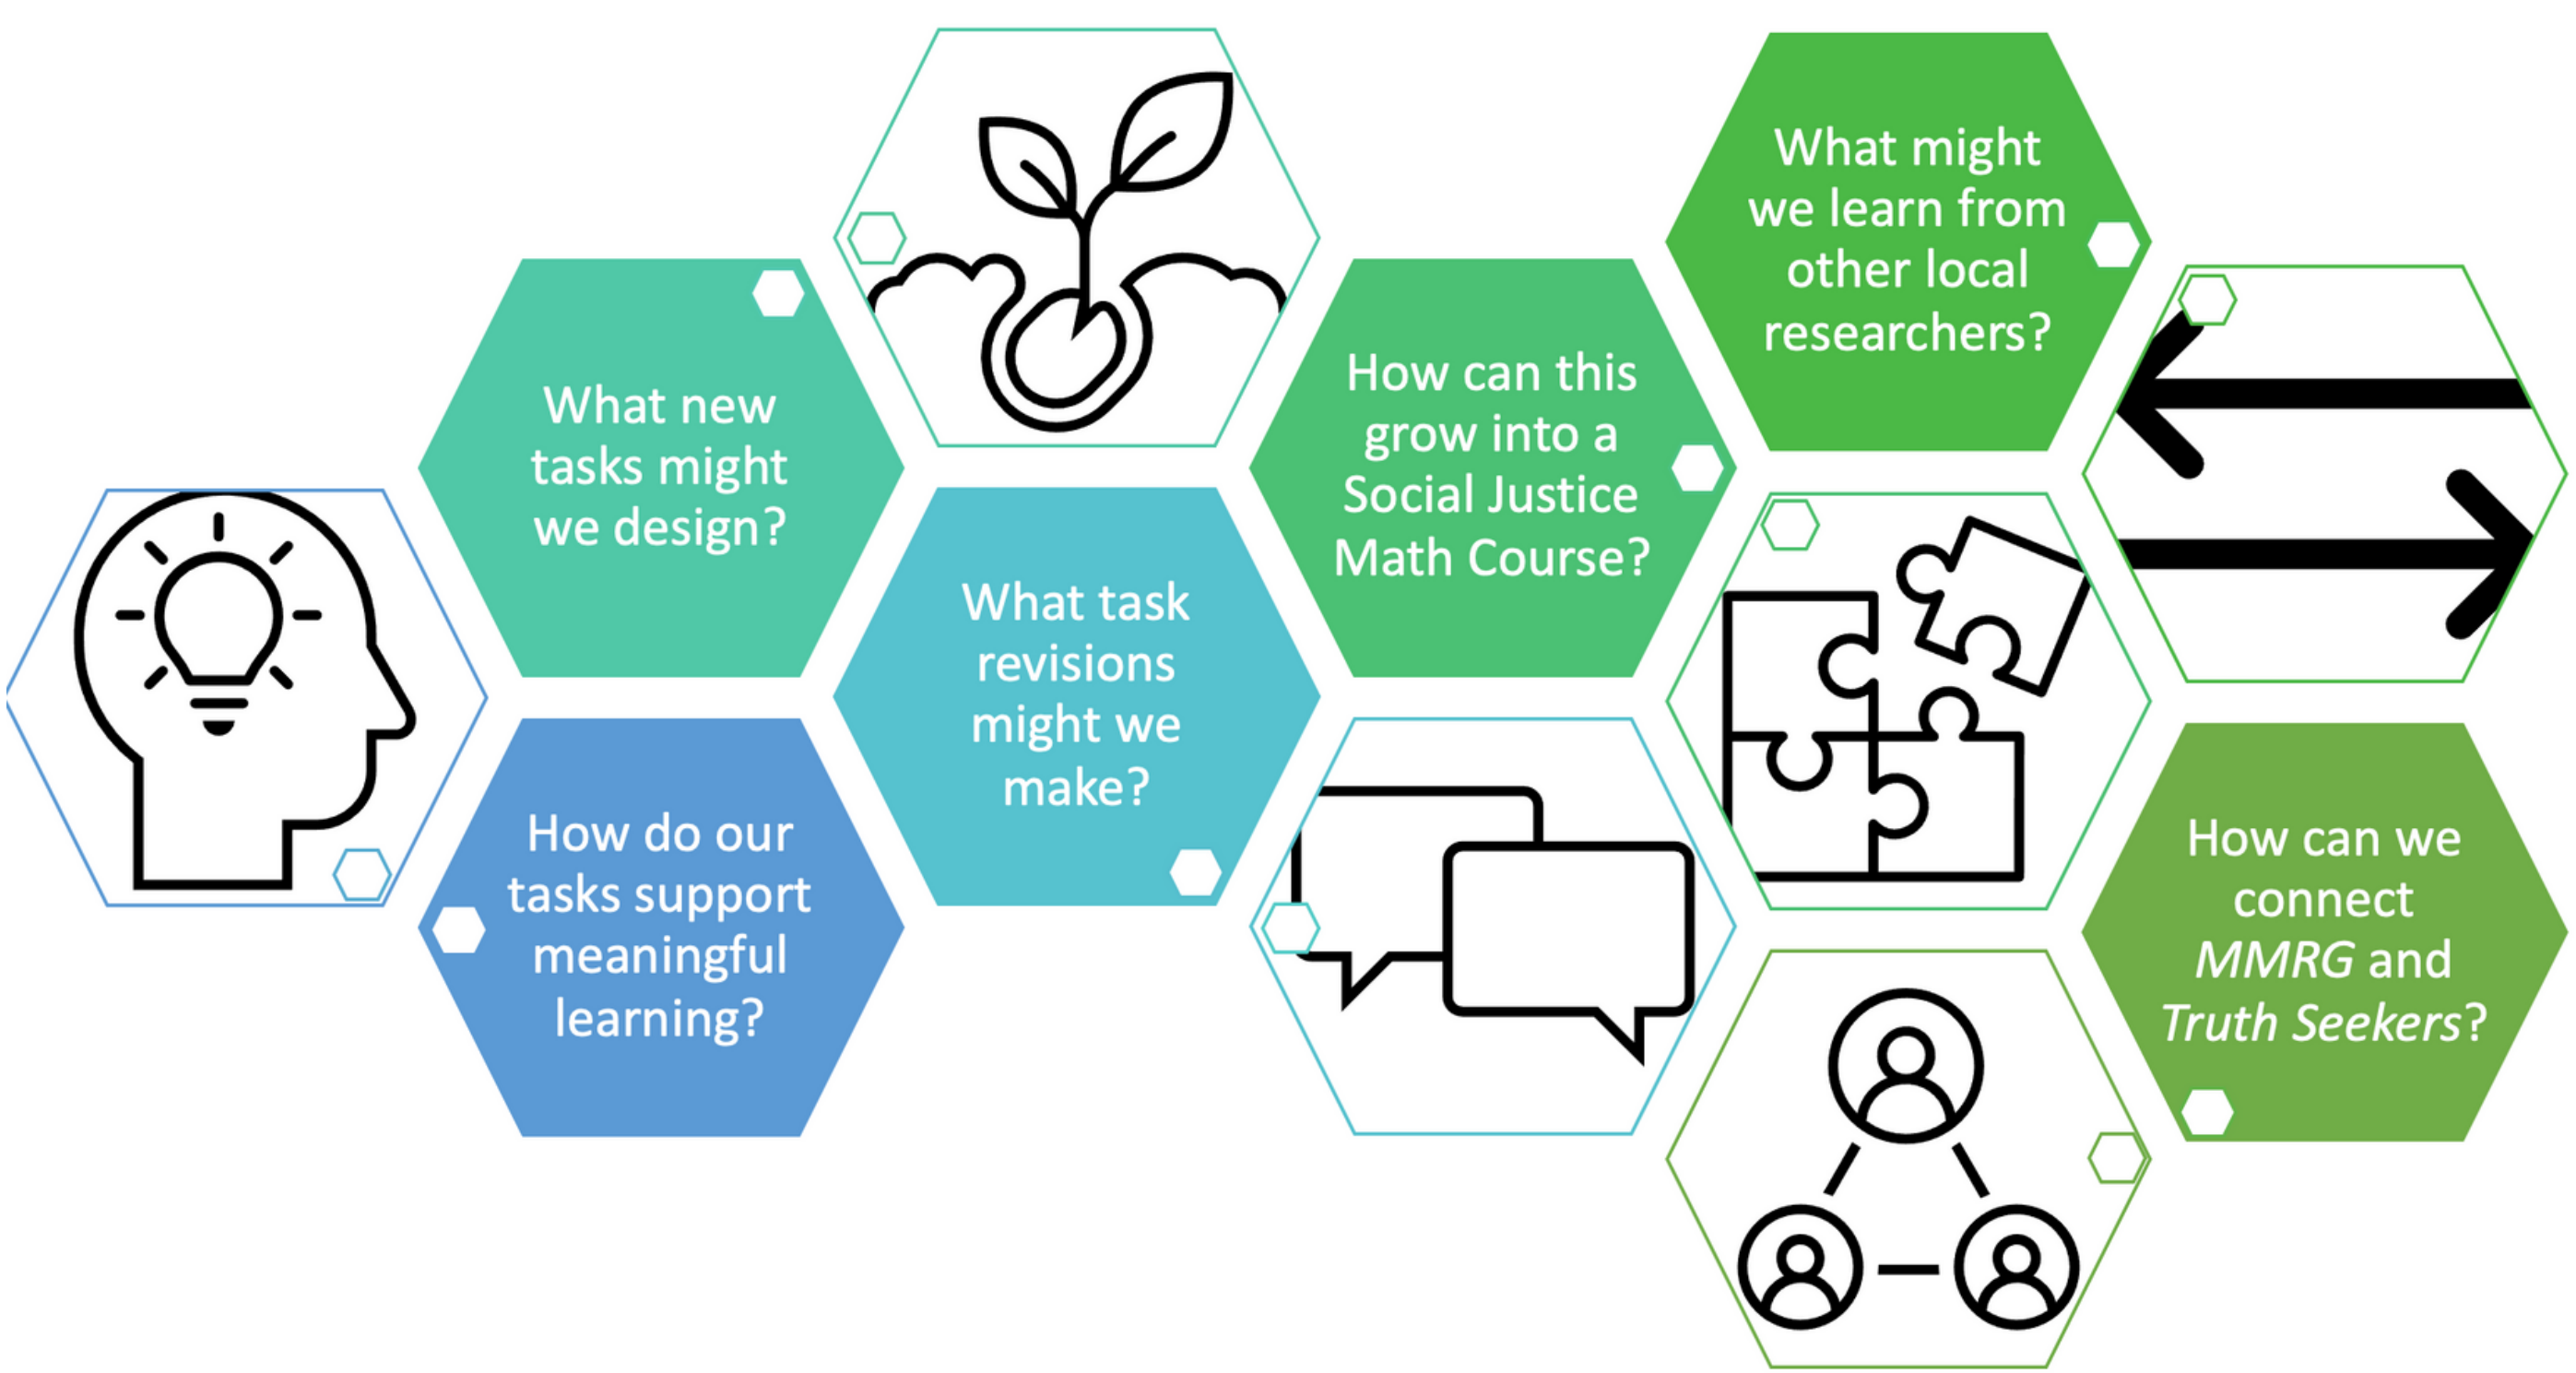 What new
tasks might
we design?
How do our
tasks support
meaningful
learning?
What task
revisions
might we
make?
How can this
grow into a
Social Justice
Math Course?
What might
we learn from
other local
researchers?
How can we
connect
MMRG and
Truth Seekers?